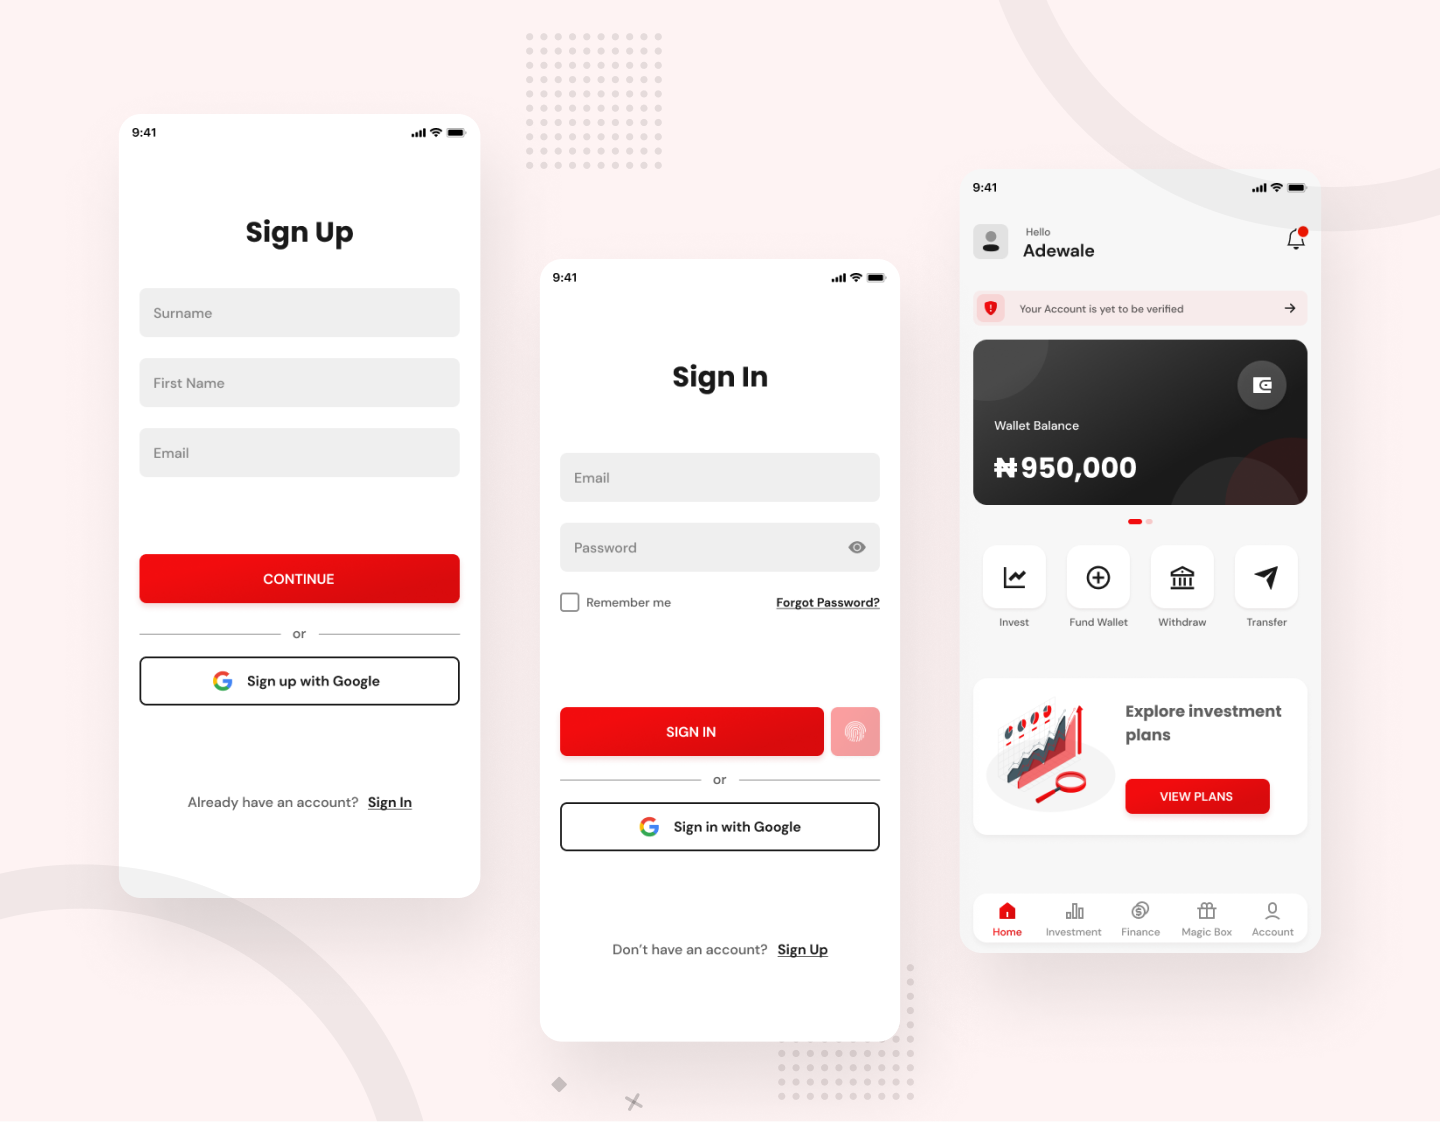 9:41
Sign Up
Surname
First Name
Email
CONTINUE
or
Sign up with Google
Already have an account? Sign In
9:41
Sign In
Email
Password
Remember me
Forgot Password?
SIGN IN
or
Sign in with Google
Don't have an account? Sign Up
9:41
Hello
Adewale
Your Account is yet to be verified
Wallet Balance
₦950,000
Invest
Fund Wallet
Withdraw
Transfer
Explore investment
plans
VIEW PLANS
Home
Investment
Finance
Magic Box
Account